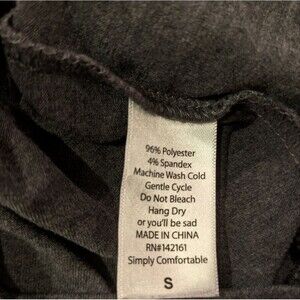 96% Polyester
4% Spandex
Machine Wash Cold
Gentle Cycle
Do Not Bleach
Hang Dry
or you'll be sad
MADE IN CHINA
RN#142161
Simply Comfortable
S